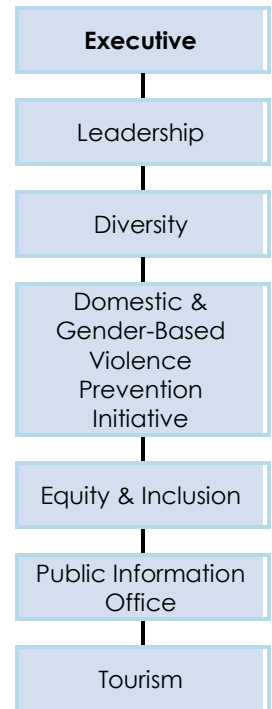 Executive
Leadership
Diversity
Domestic &
Gender-Based
Violence
Prevention
Initiative
Equity & Inclusion
Public Information
Office
Tourism